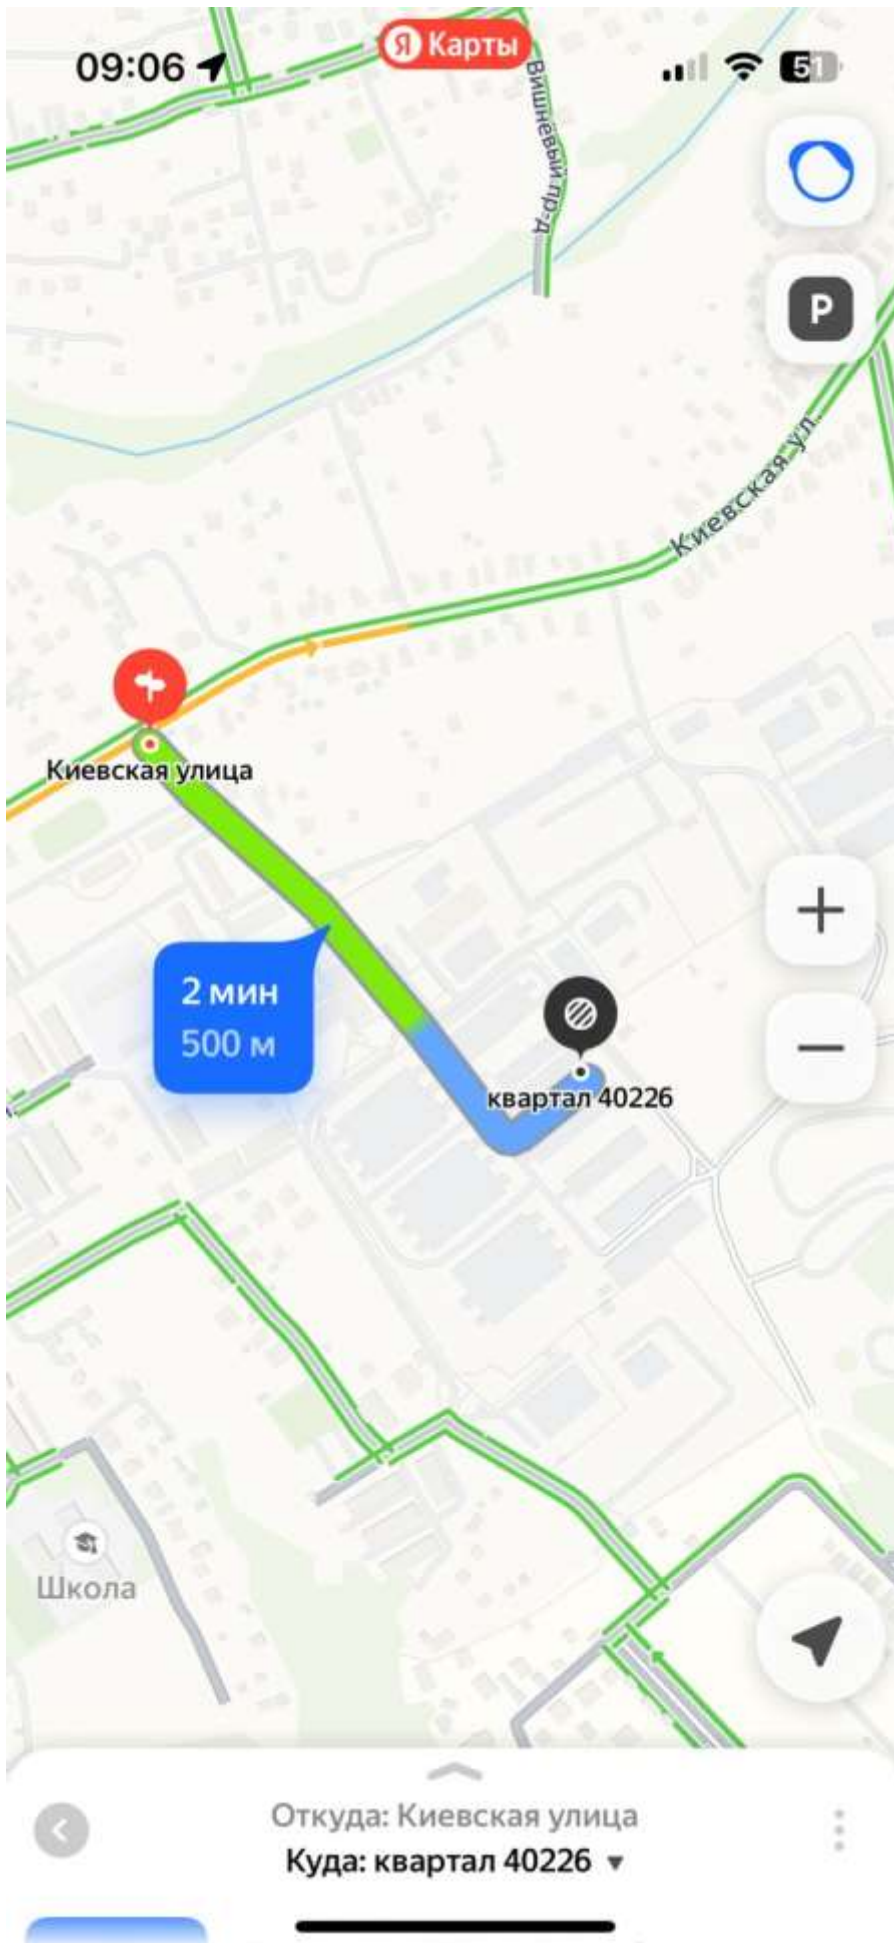 09:06
Я Карты
51
Вишнёвый пр-д
P
Киевская ул.
Киевская улица
2 мин
500 м
квартал 40226
Школа
Откуда: Киевская улица
Куда: квартал 40226